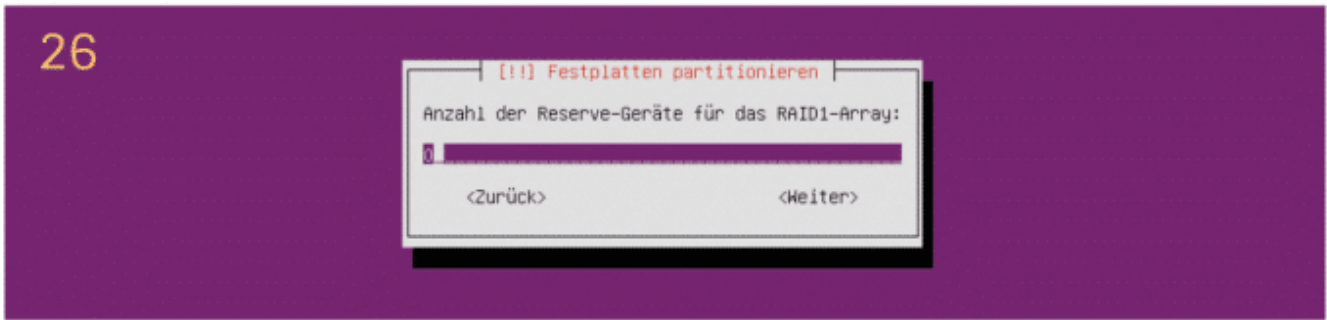 26
[!!] Festplatten partitionieren
Anzahl der Reserve-Geräte für das RAID1-Array:
0
<Zurück> <Weiter>